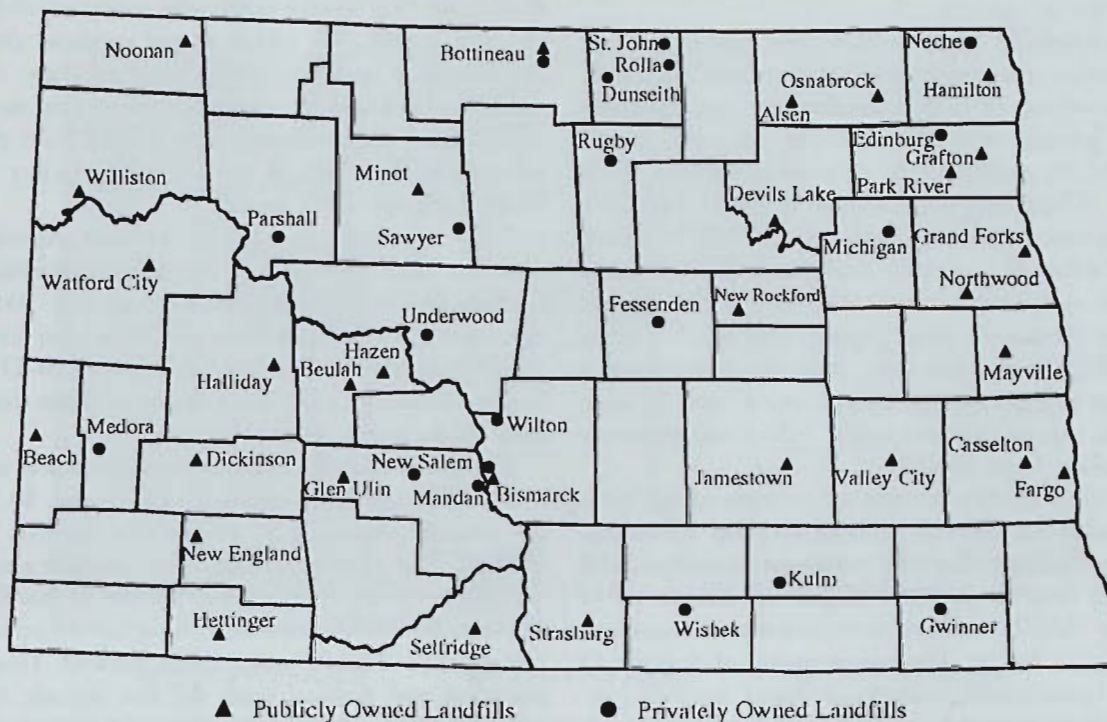 Noonan
Bottineau
St. John
Rolla
Dunseith
Neche
Hamilton
Osnabrock
Alsen
Rugby
Edinburg
Grafton
Park River
Williston
Minot
Devils Lake
Parshall
Sawyer
Michigan
Grand Forks
Northwood
Watford City
New Rockford
Fessenden
Underwood
Hazen
Beulah
Halliday
Mayville
Wilton
Medora
Beach
Dickinson
New Salem
Glen Ulin
Mandan
Bismarck
Jamestown
Valley City
Casselton
Fargo
New England
Kulm
Hettinger
Selfridge
Strasburg
Wishek
Gwinner
Publicly Owned Landfills
Privately Owned Landfills